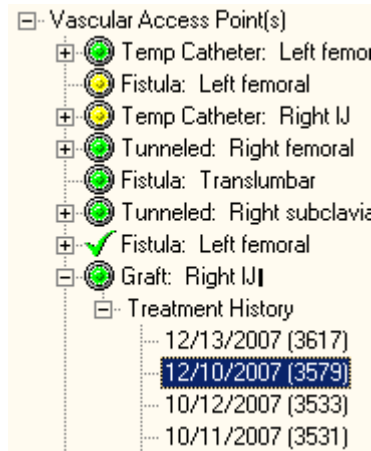 Vascular Access Point(s)
Temp Catheter: Left
Fistula: Left femoral
Temp Catheter: Right IJ
Tunneled: Right femoral
Fistula: Translumbar
Tunneled: Right
Fistula: Left femoral
Graft: Right IJ
Treatment History
12/13/2007 (3617)
12/10/2007 (3579)
10/12/2007 (3533)
10/11/2007 (3531)